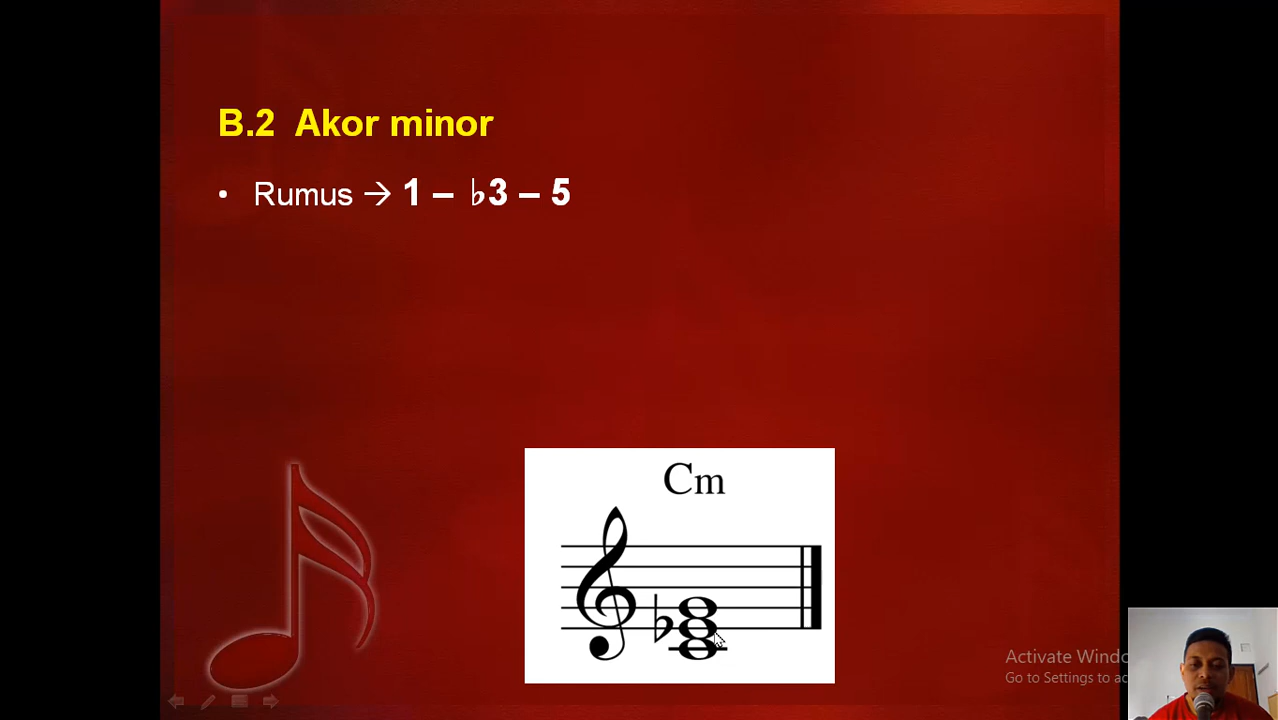 B.2 Akor minor
• Rumus → 1 – ♭3 – 5
Cm
Activate Windo
Go to Settings to ac